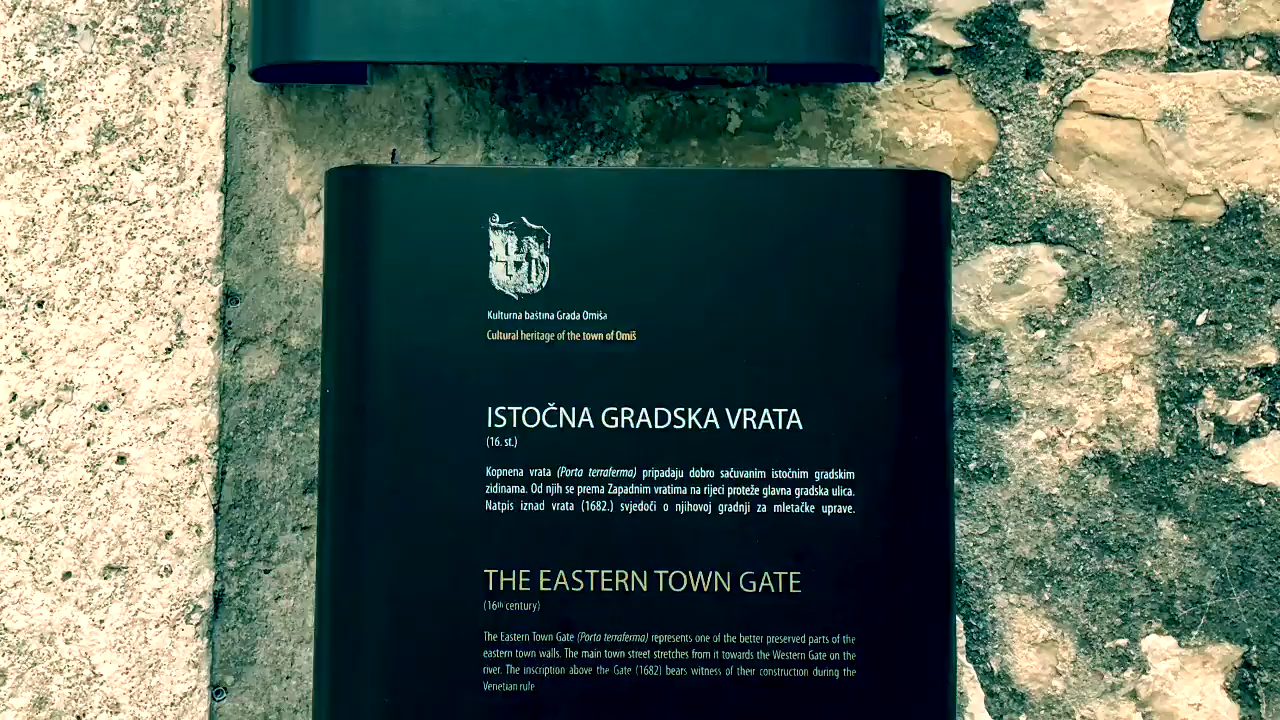 Kulturna baština Grada Omiša
Cultural heritage of the town of Omiš
ISTOČNA GRADSKA VRATA
(16. st.)
Kopnena vrata (Porta terraferma) pripadaju dobro sačuvanim istočnim gradskim
zidinama. Od njih se prema Zapadnim vratima na rijeci proteže glavna gradska ulica.
Natpis iznad vrata (1682.) svjedoči o njihovoj gradnji za mletačke uprave.
THE EASTERN TOWN GATE
(16th century)
The Eastern Town Gate (Porta terraferma) represents one of the better preserved parts of the
eastern town walls. The main town street stretches from it towards the Western Gate on the
river. The inscription above the Gate (1682) bears witness of their construction during the
Venetian rule